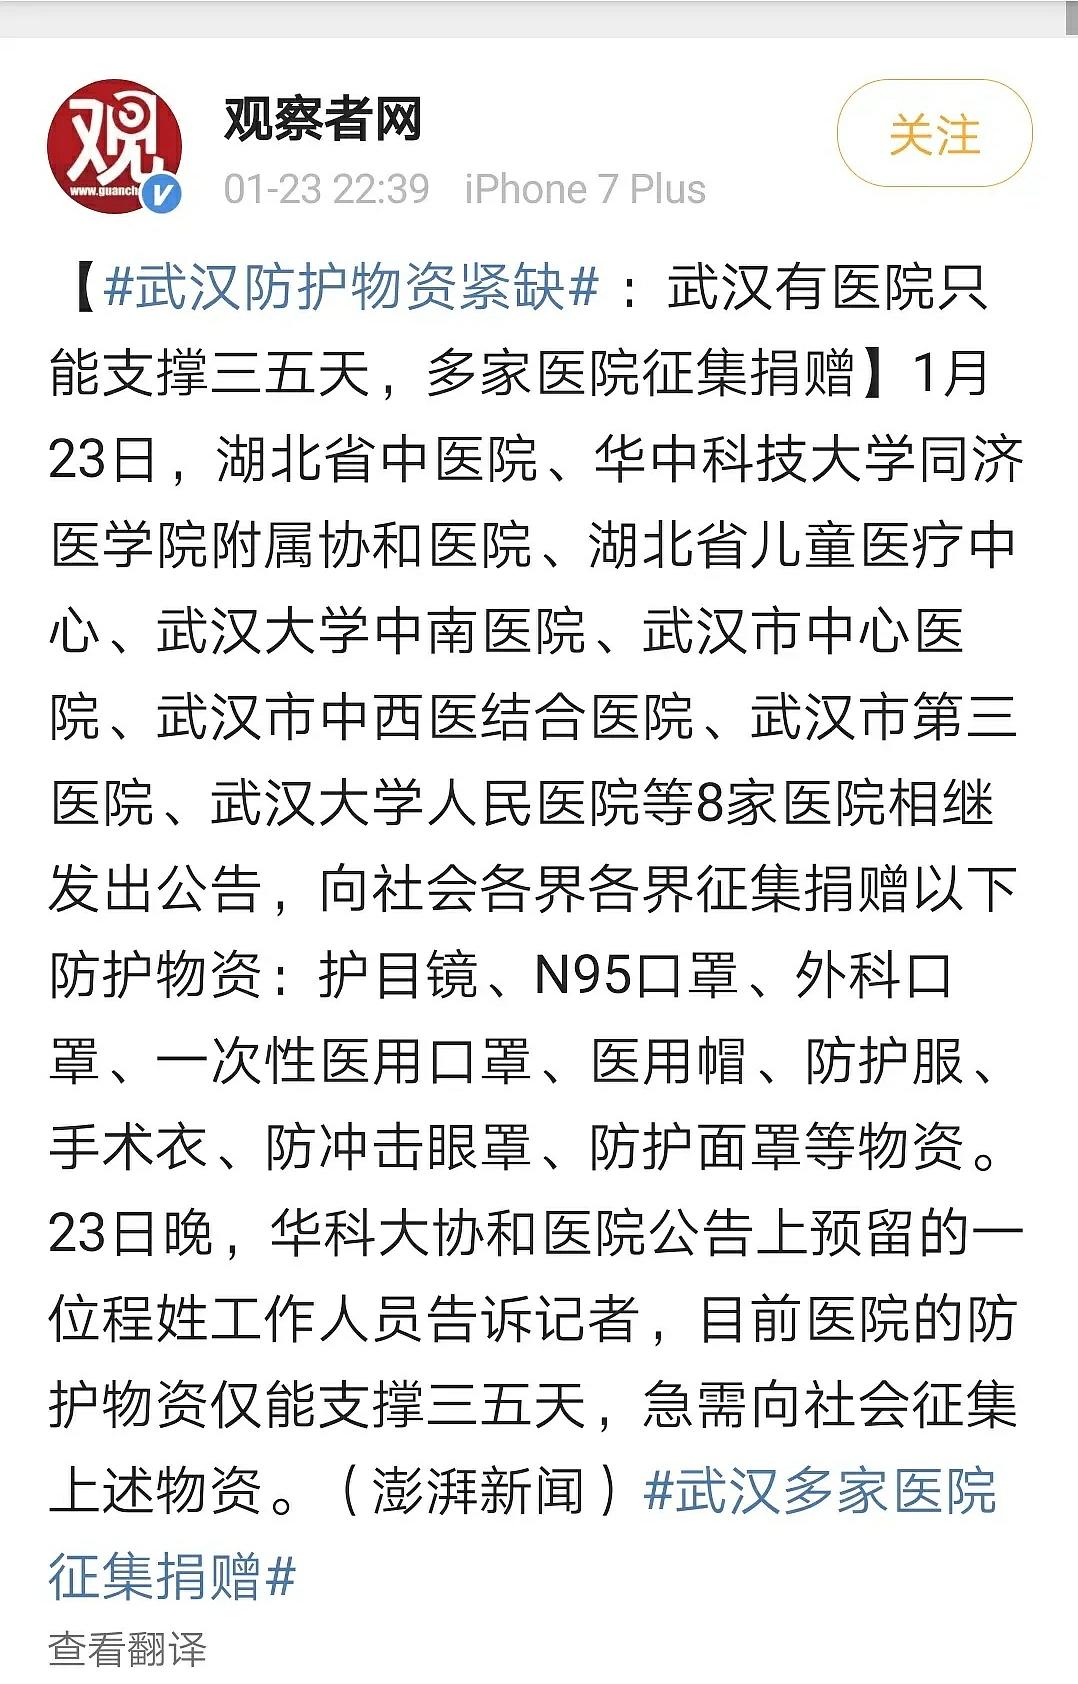 观
www.guanch
观察者网
01-23 22:39 iPhone 7 Plus
关注
【#武汉防护物资紧缺#：武汉有医院只
能支撑三五天，多家医院征集捐赠】1月
23日，湖北省中医院、华中科技大学同济
医学院附属协和医院、湖北省儿童医疗中
心、武汉大学中南医院、武汉市中心医
院、武汉市中西医结合医院、武汉市第三
医院、武汉大学人民医院等8家医院相继
发出公告，向社会各界各界征集捐赠以下
防护物资：护目镜、N95口罩、外科口
罩、一次性医用口罩、医用帽、防护服、
手术衣、防冲击眼罩、防护面罩等物资。
23日晚，华科大协和医院公告上预留的一
位程姓工作人员告诉记者，目前医院的防
护物资仅能支撑三五天，急需向社会征集
上述物资。（澎湃新闻）#武汉多家医院
征集捐赠#
查看翻译